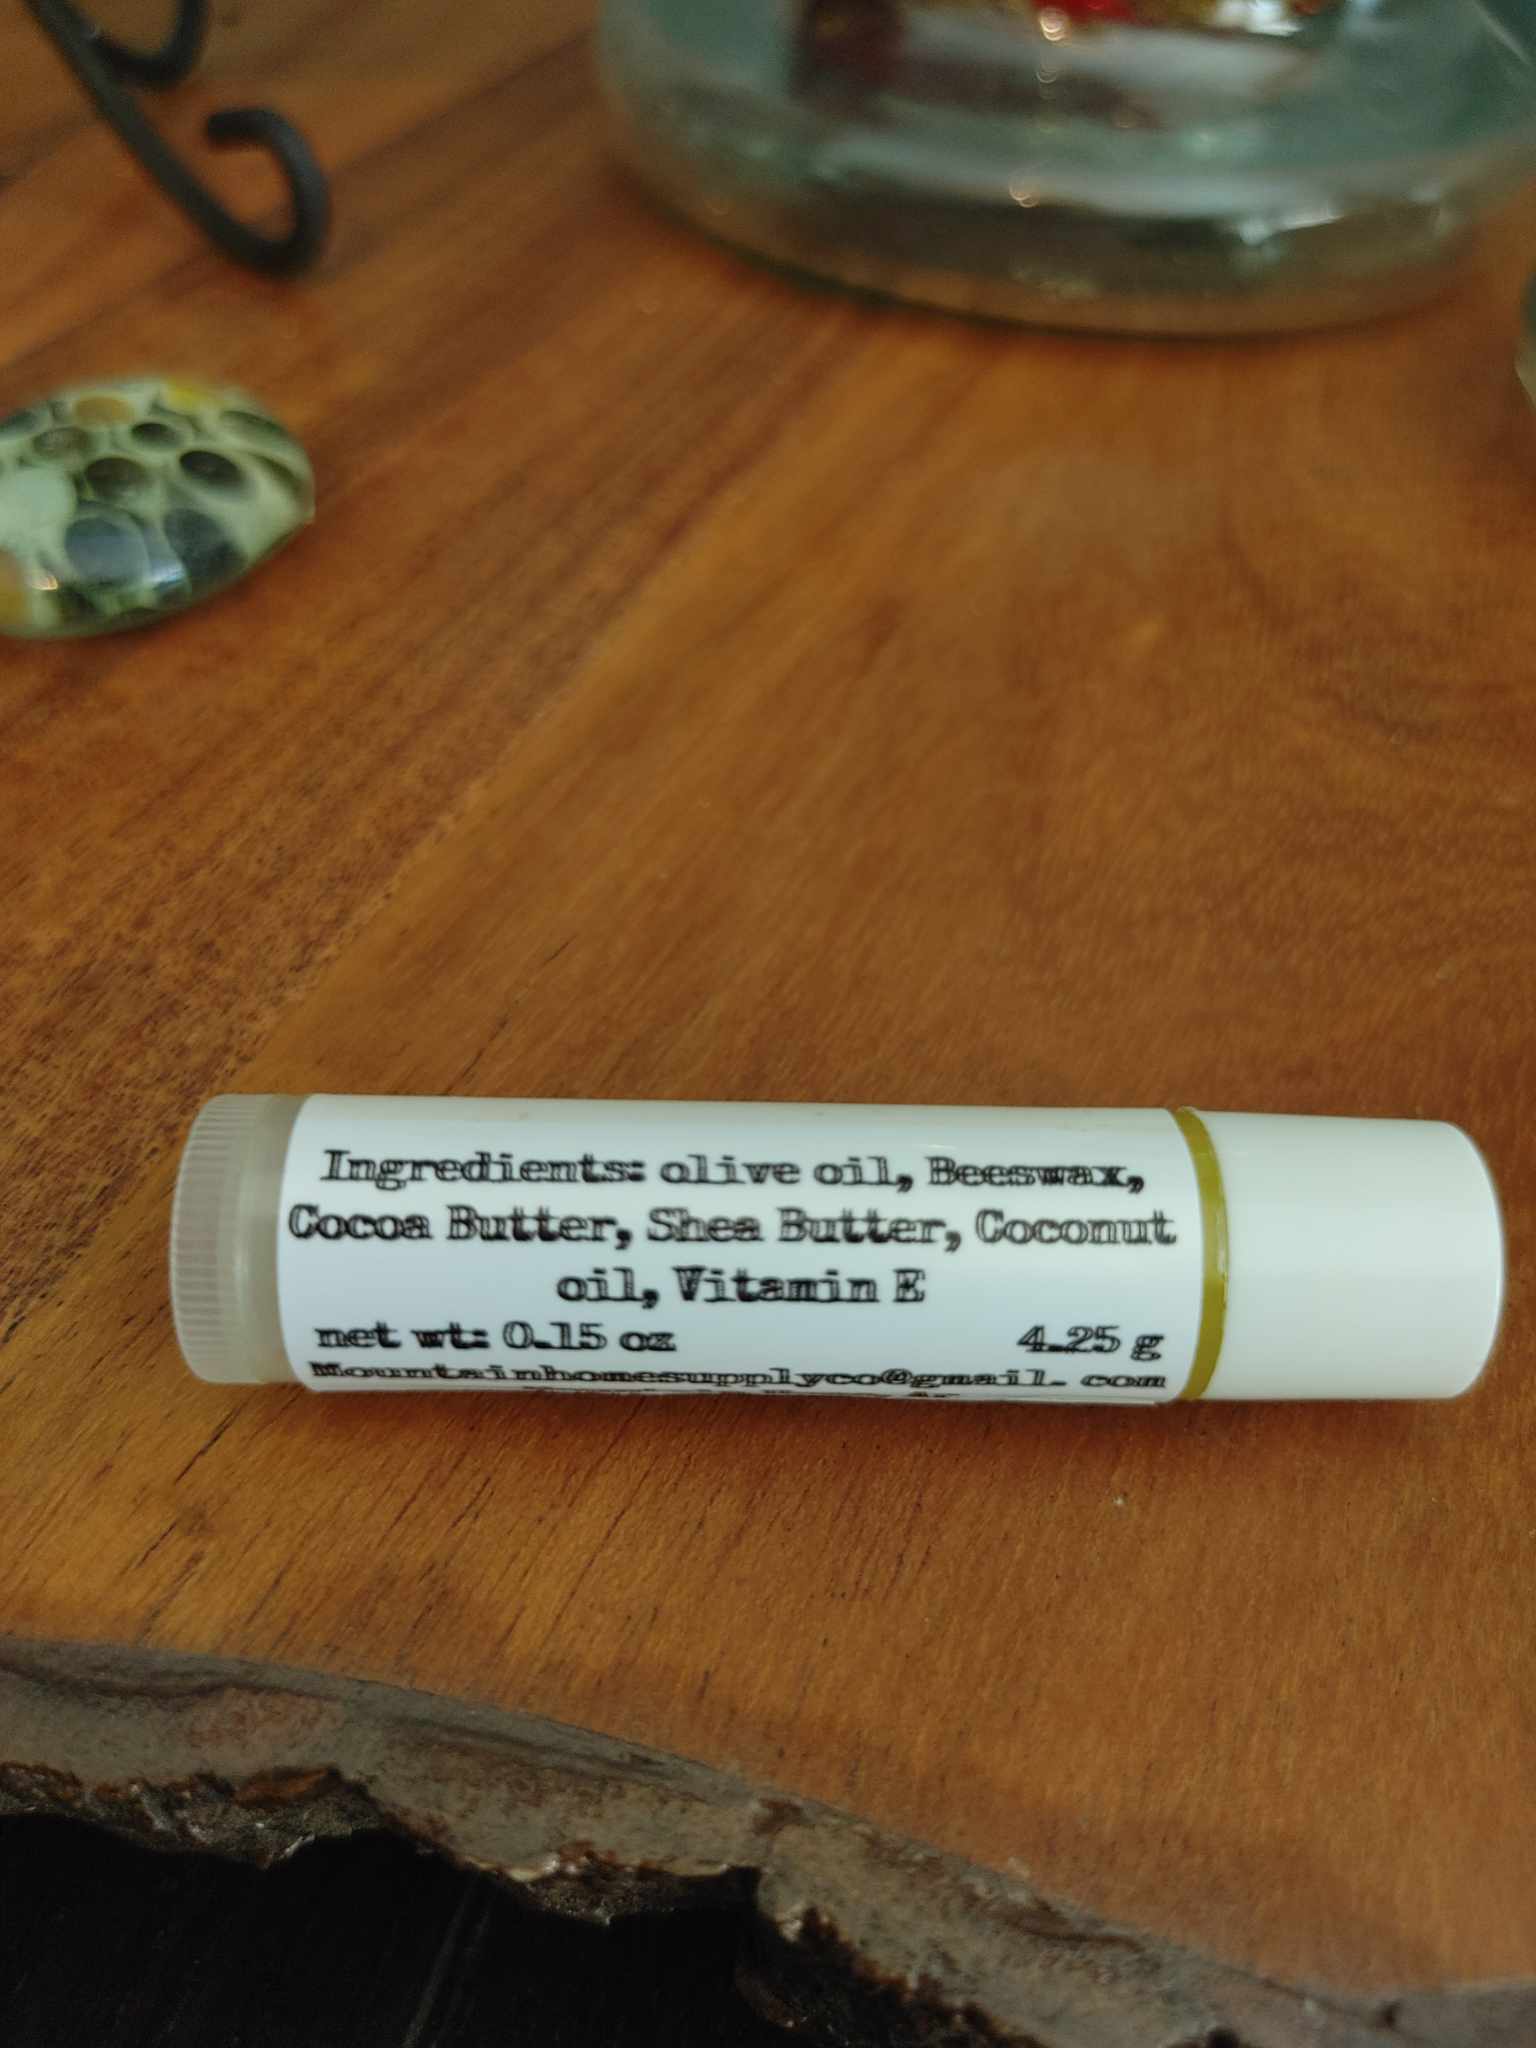 Ingredients: olive oil, Beeswax,
Cocoa Butter, Shea Butter, Coconut
oil, Vitamin E
net wt: 0.15 oz 4.25 g
Mountainhomesupplyco@gmail. com